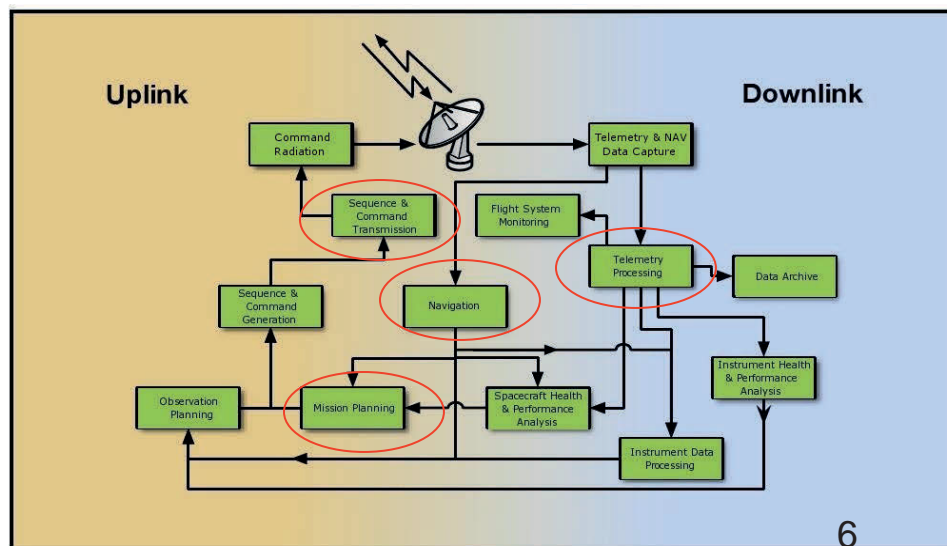 Uplink
Downlink
Command
Radiation
Telemetry & NAV
Data Capture
Sequence &
Command
Transmission
Flight System
Monitoring
Telemetry
Processing
Data Archive
Sequence &
Command
Generation
Navigation
Observation
Planning
Mission Planning
Spacecraft Health
& Performance
Analysis
Instrument Health
& Performance
Analysis
Instrument Data
Processing
6